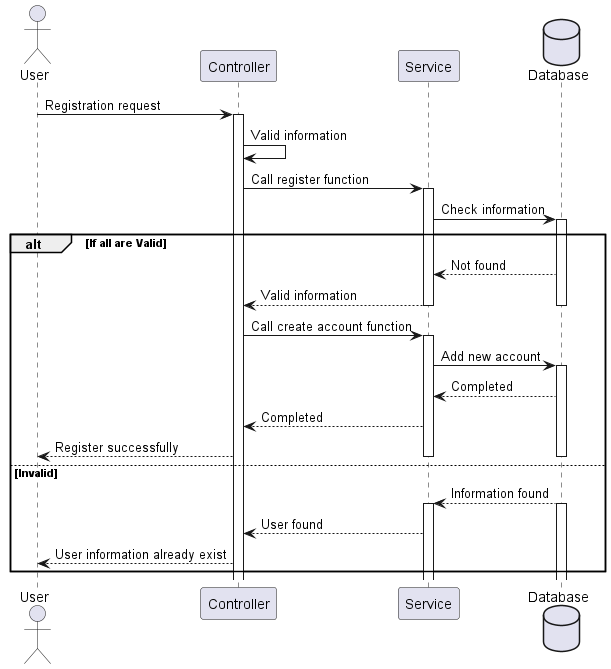 User
Controller
Service
Database
Registration request
Valid information
Call register function
Check information
alt
[If all are Valid]
Not found
Valid information
Call create account function
Add new account
Completed
Completed
Register successfully
[Invalid]
Information found
User found
User information already exist
User
Controller
Service
Database